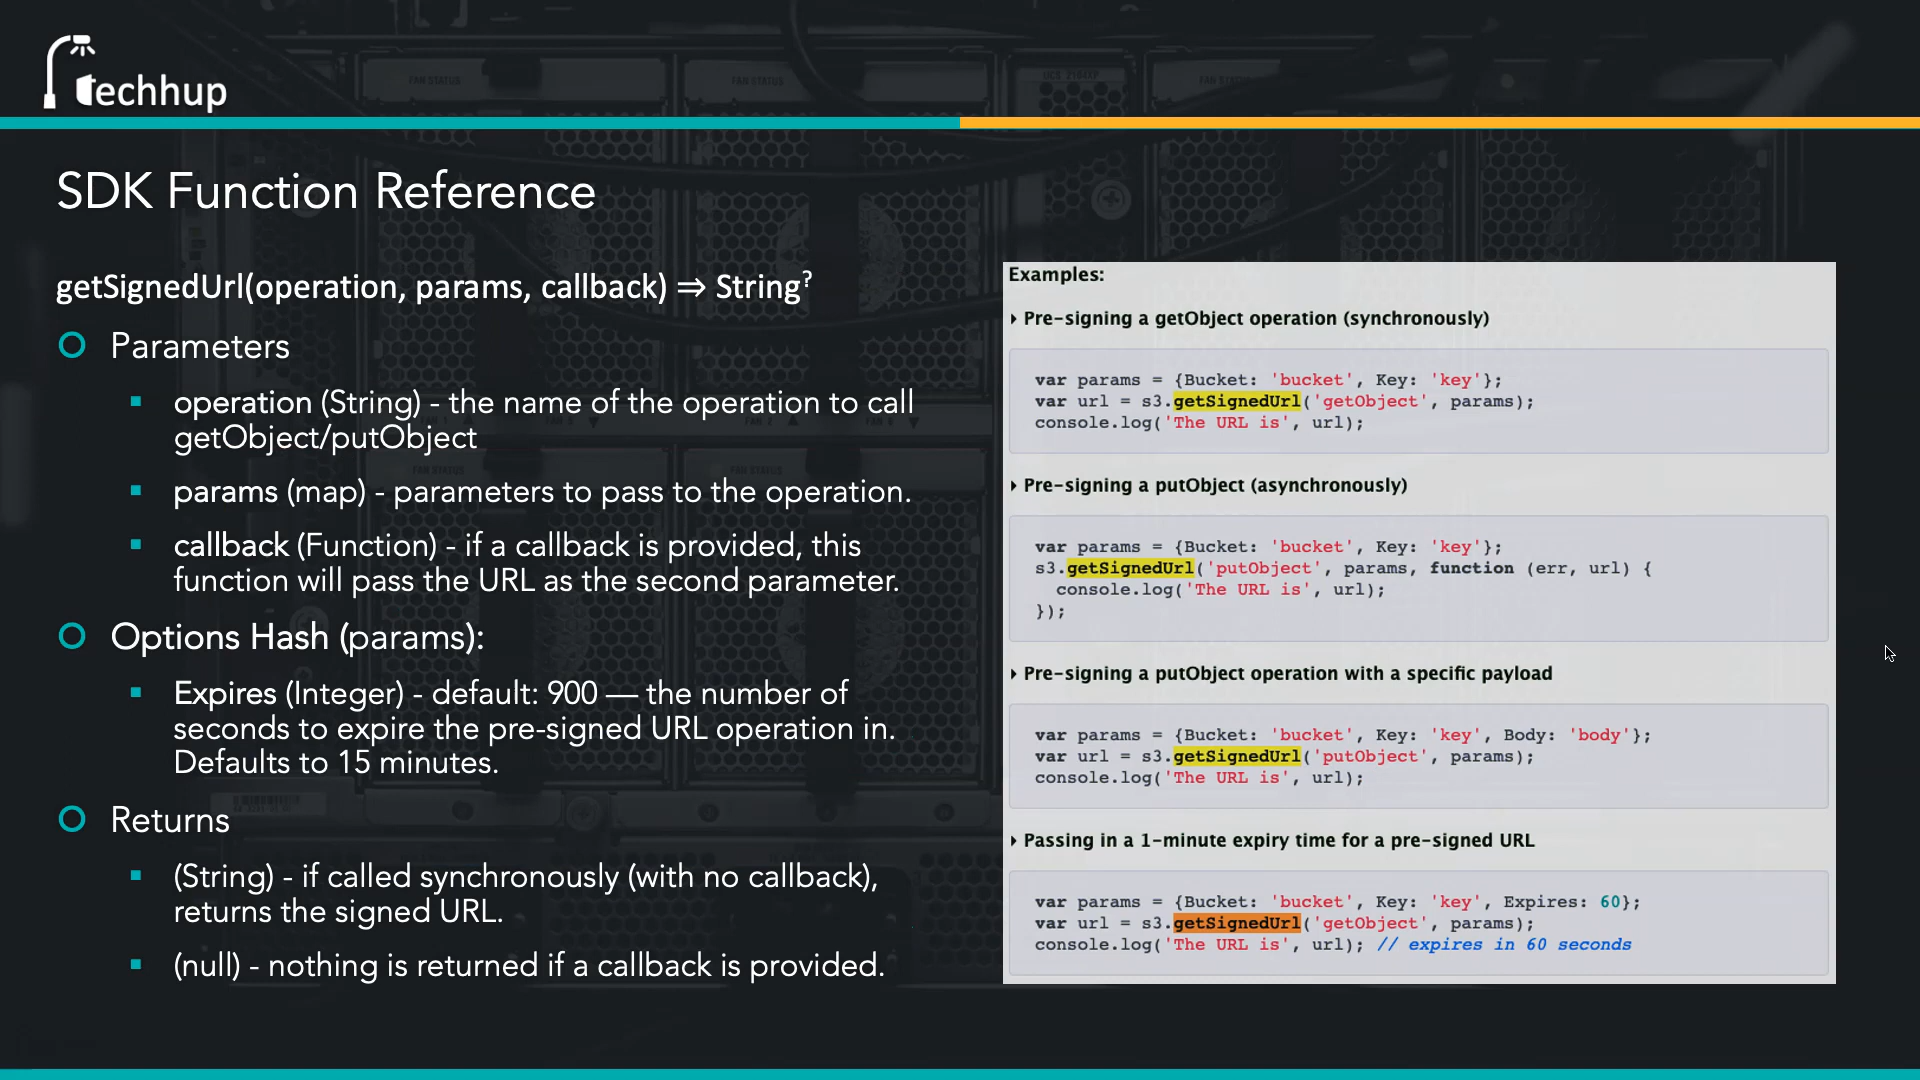 techhup
SDK Function Reference
getSignedUrl(operation, params, callback) ⇒ String?
Parameters
operation (String) - the name of the operation to call
getObject/putObject
params (map) - parameters to pass to the operation.
callback (Function) - if a callback is provided, this
function will pass the URL as the second parameter.
Options Hash (params):
Expires (Integer) - default: 900 — the number of
seconds to expire the pre-signed URL operation in.
Defaults to 15 minutes.
Returns
(String) - if called synchronously (with no callback),
returns the signed URL.
(null) - nothing is returned if a callback is provided.
Examples:
Pre-signing a getObject operation (synchronously)
var params = {Bucket: 'bucket', Key: 'key'};
var url = s3.getSignedUrl('getObject', params);
console.log('The URL is', url);
Pre-signing a putObject (asynchronously)
var params = {Bucket: 'bucket', Key: 'key'};
s3.getSignedUrl('putObject', params, function (err, url) {
  console.log('The URL is', url);
});
Pre-signing a putObject operation with a specific payload
var params = {Bucket: 'bucket', Key: 'key', Body: 'body'};
var url = s3.getSignedUrl('putObject', params);
console.log('The URL is', url);
Passing in a 1-minute expiry time for a pre-signed URL
var params = {Bucket: 'bucket', Key: 'key', Expires: 60};
var url = s3.getSignedUrl('getObject', params);
console.log('The URL is', url); // expires in 60 seconds